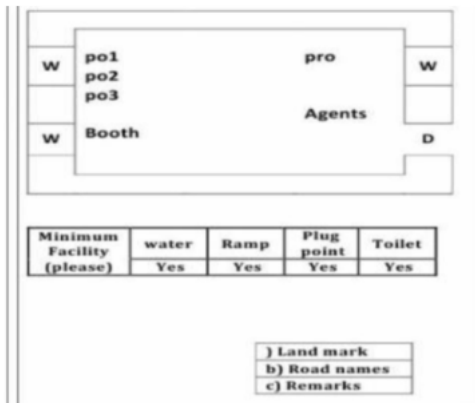 W po1 pro W
po2
po3
Agents
W Booth D
Minimum Facility (please) water Ramp Plug point Toilet
Yes Yes Yes Yes
) Land mark
b) Road names
c) Remarks